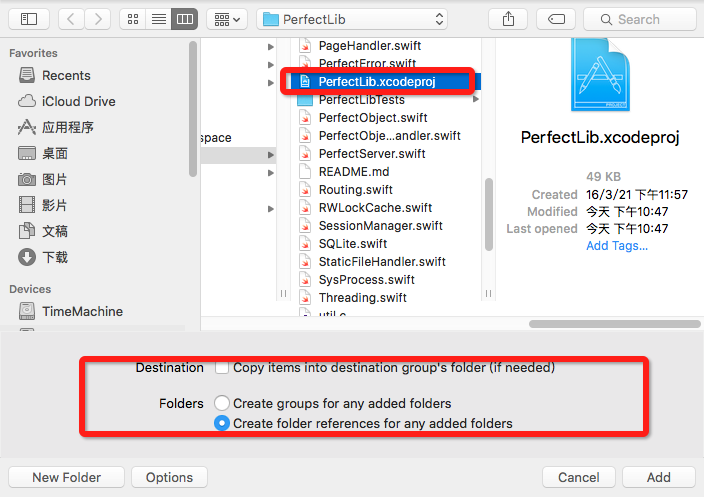 PerfectLib
Search
Favorites
Recents
iCloud Drive
应用程序
桌面
图片
影片
文稿
下载
Devices
TimeMachine
space
PageHandler.swift
PerfectError.swift
PerfectLib.xcodeproj
PerfectLibTests
PerfectObject.swift
PerfectObje...andler.swift
PerfectServer.swift
README.md
Routing.swift
RWLockCache.swift
SessionManager.swift
SQLite.swift
StaticFileHandler.swift
SysProcess.swift
Threading.swift
util.c
PerfectLib.xcodeproj
49 KB
Created 16/3/21 下午11:57
Modified 今天 下午10:47
Last opened 今天 下午10:47
Add Tags...
Destination Copy items into destination group's folder (if needed)
Folders Create groups for any added folders
Create folder references for any added folders
New Folder Options Cancel Add